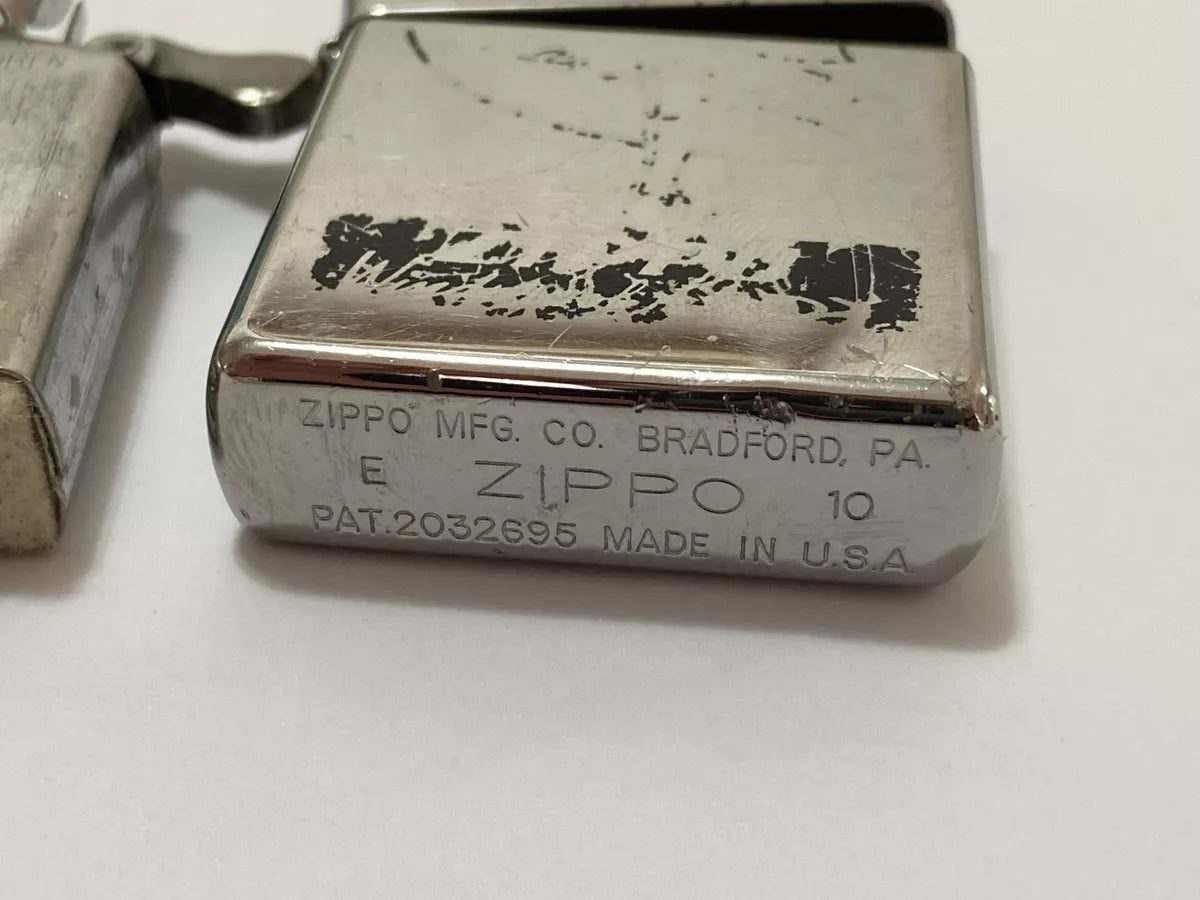 ZIPPO MFG. CO. BRADFORD, PA.
E ZIPPO 10
PAT.2032695 MADE IN U.S.A.